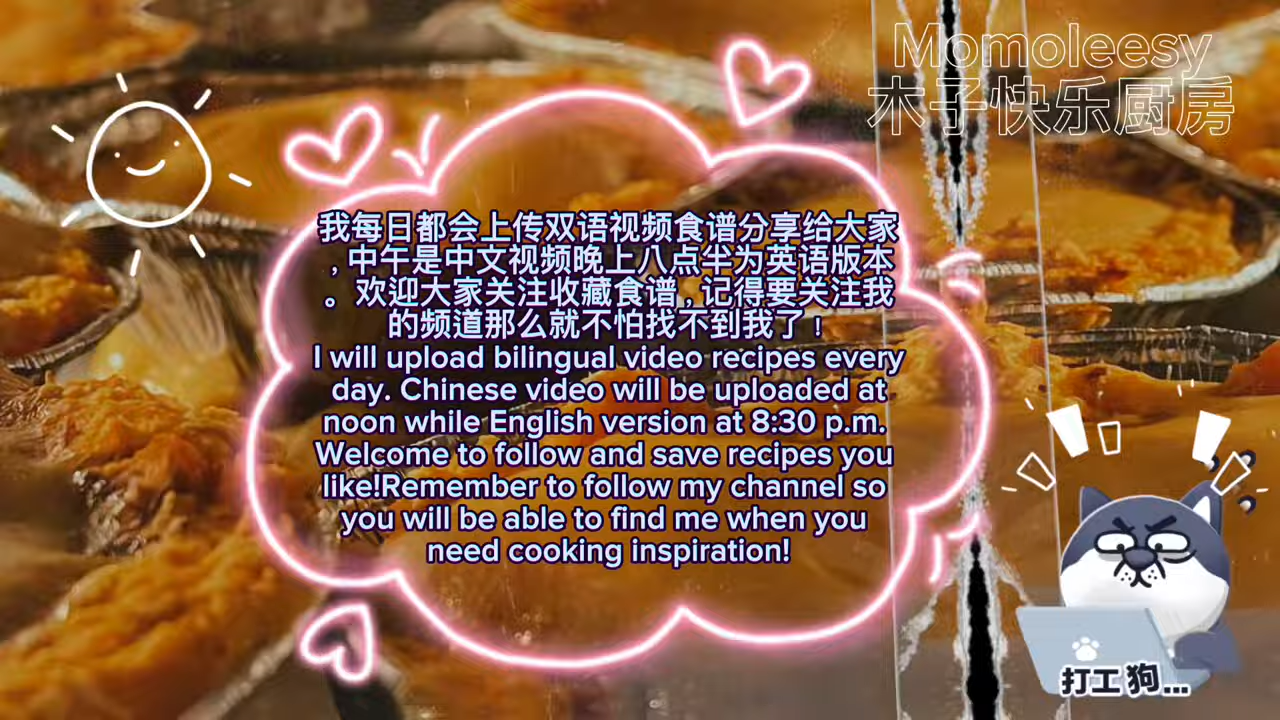 Momoleesy
木子快乐厨房
我每日都会上传双语视频食谱分享给大家
，中午是中文视频晚上八点半为英语版本
。欢迎大家关注收藏食谱，记得要关注我
的频道那么就不怕找不到我了！
I will upload bilingual video recipes every
day. Chinese video will be uploaded at
noon while English version at 8:30 p.m.
Welcome to follow and save recipes you
like!Remember to follow my channel so
you will be able to find me when you
need cooking inspiration!
打工狗...